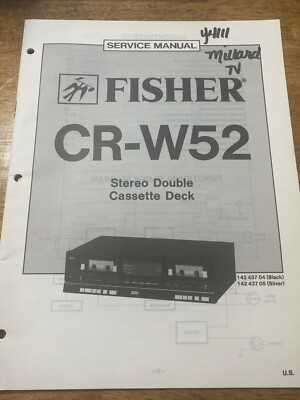 SERVICE MANUAL
Y-411
Millard
TV
FISHER
CR-W52
Stereo Double
Cassette Deck
142 437 04 (Black)
142 437 05 (Silver)
U.S.